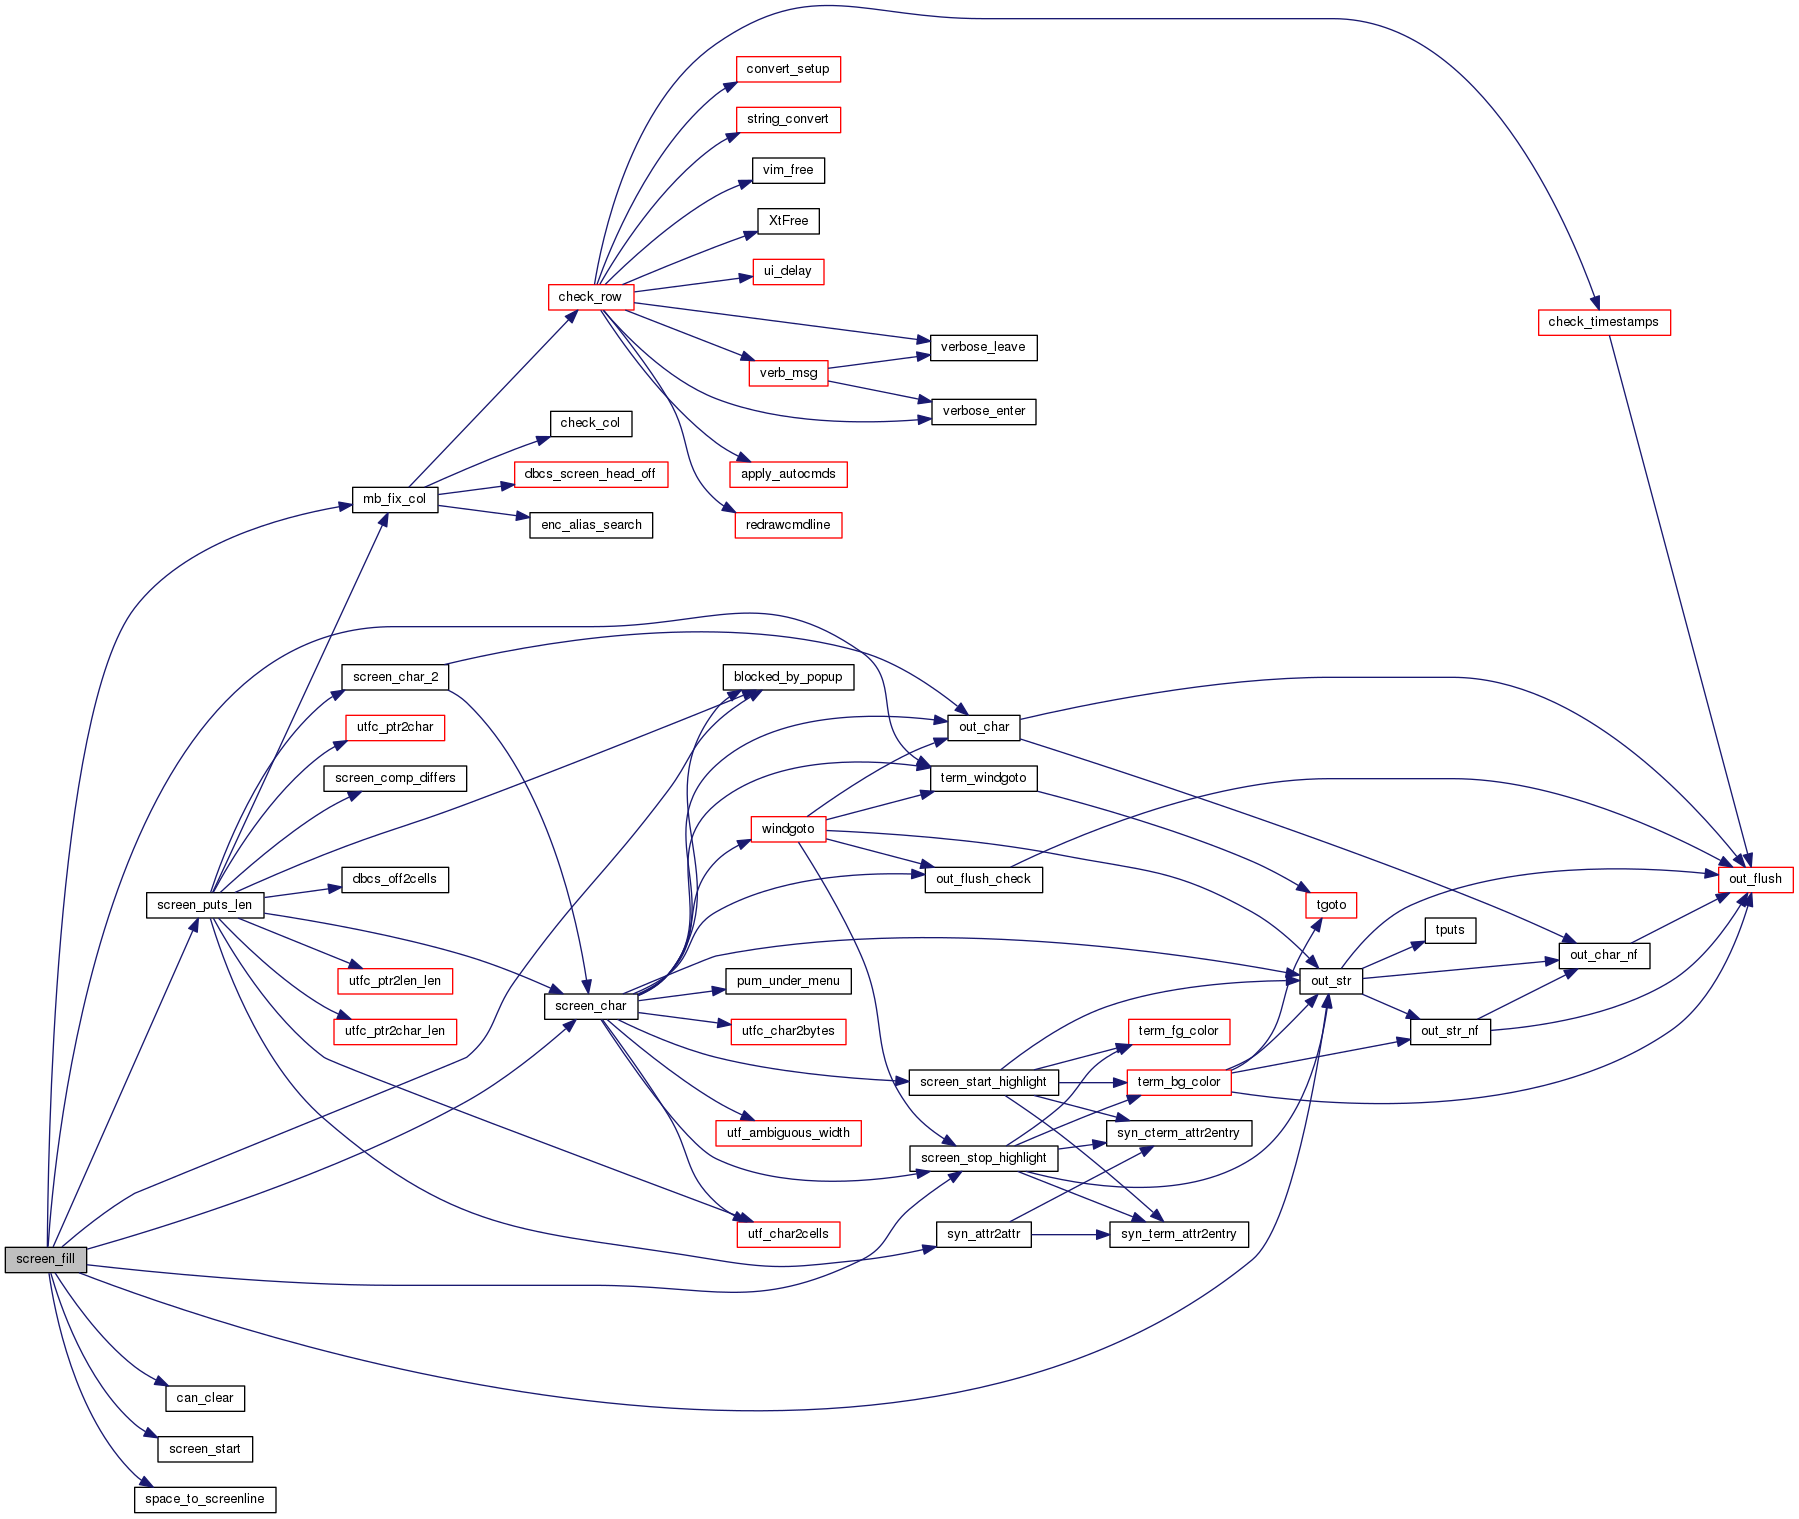 convert_setup
string_convert
vim_free
XtFree
ui_delay
check_row
check_timestamps
verbose_leave
verb_msg
verbose_enter
check_col
apply_autocmds
dbcs_screen_head_off
mb_fix_col
enc_alias_search
redrawcmdline
screen_char_2
blocked_by_popup
utfc_ptr2char
out_char
screen_comp_differs
term_windgoto
windgoto
dbcs_off2cells
out_flush_check
out_flush
screen_puts_len
tgoto
tputs
out_char_nf
utfc_ptr2len_len
pum_under_menu
out_str
screen_char
utfc_ptr2char_len
utfc_char2bytes
term_fg_color
out_str_nf
screen_start_highlight
term_bg_color
utf_ambiguous_width
syn_cterm_attr2entry
screen_stop_highlight
utf_char2cells
syn_attr2attr
syn_term_attr2entry
screen_fill
can_clear
screen_start
space_to_screenline